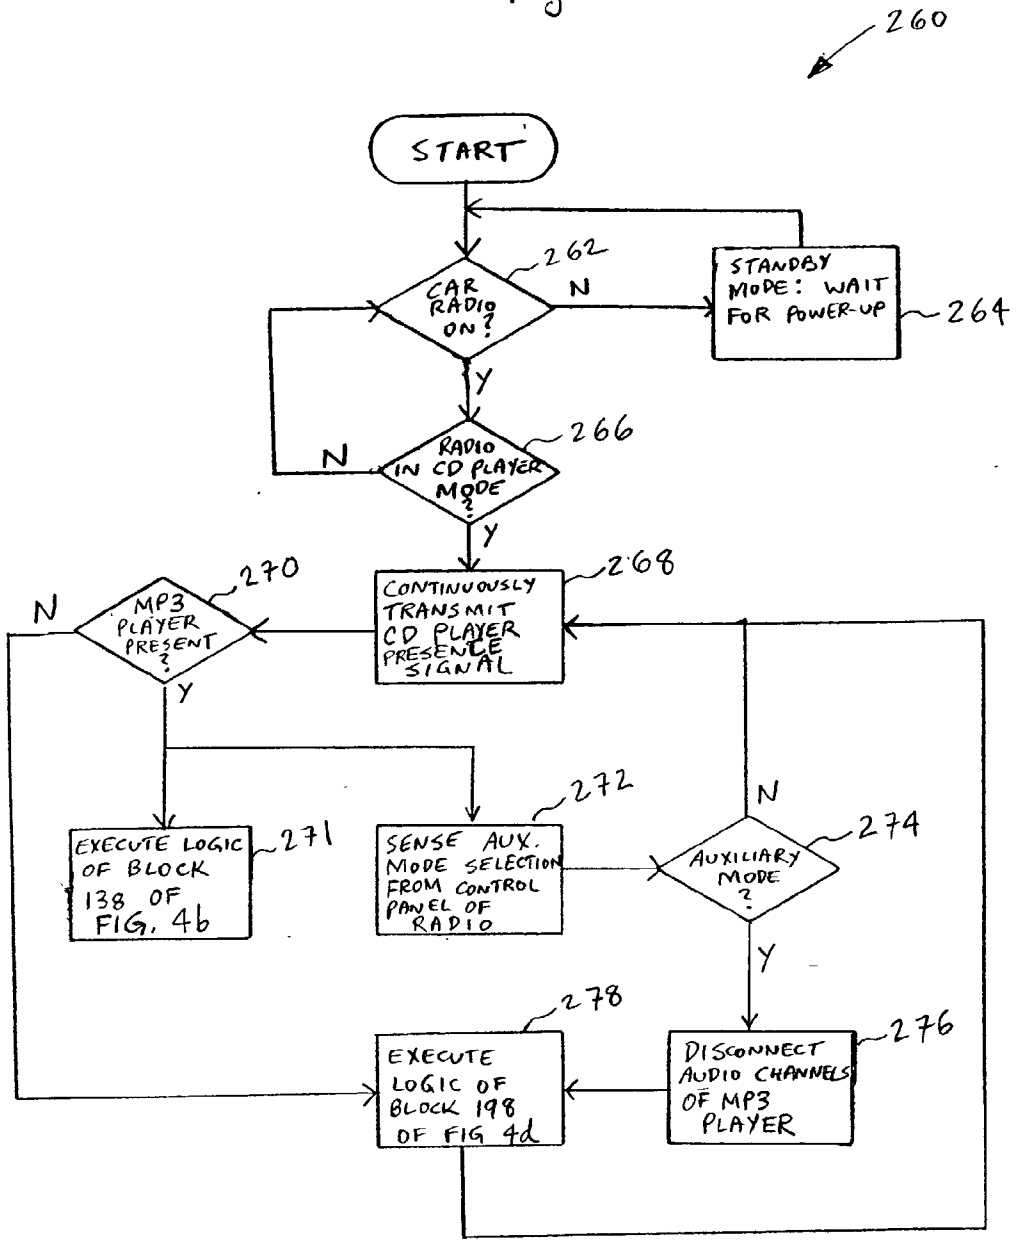 260
START
262
CAR
RADIO
ON?
N
STANDBY
MODE: WAIT
FOR POWER-UP
264
Y
266
RADIO
IN CD PLAYER
MODE
?
N
Y
268
CONTINUOUSLY
TRANSMIT
CD PLAYER
PRESENCE
SIGNAL
270
MP3
PLAYER
PRESENT
?
N
Y
271
EXECUTE LOGIC
OF BLOCK
138 OF
FIG. 4b
272
SENSE AUX.
MODE SELECTION
FROM CONTROL
PANEL OF
RADIO
N
274
AUXILIARY
MODE
?
Y
278
EXECUTE
LOGIC OF
BLOCK 198
OF FIG 4d
276
DISCONNECT
AUDIO CHANNELS
OF MP3
PLAYER